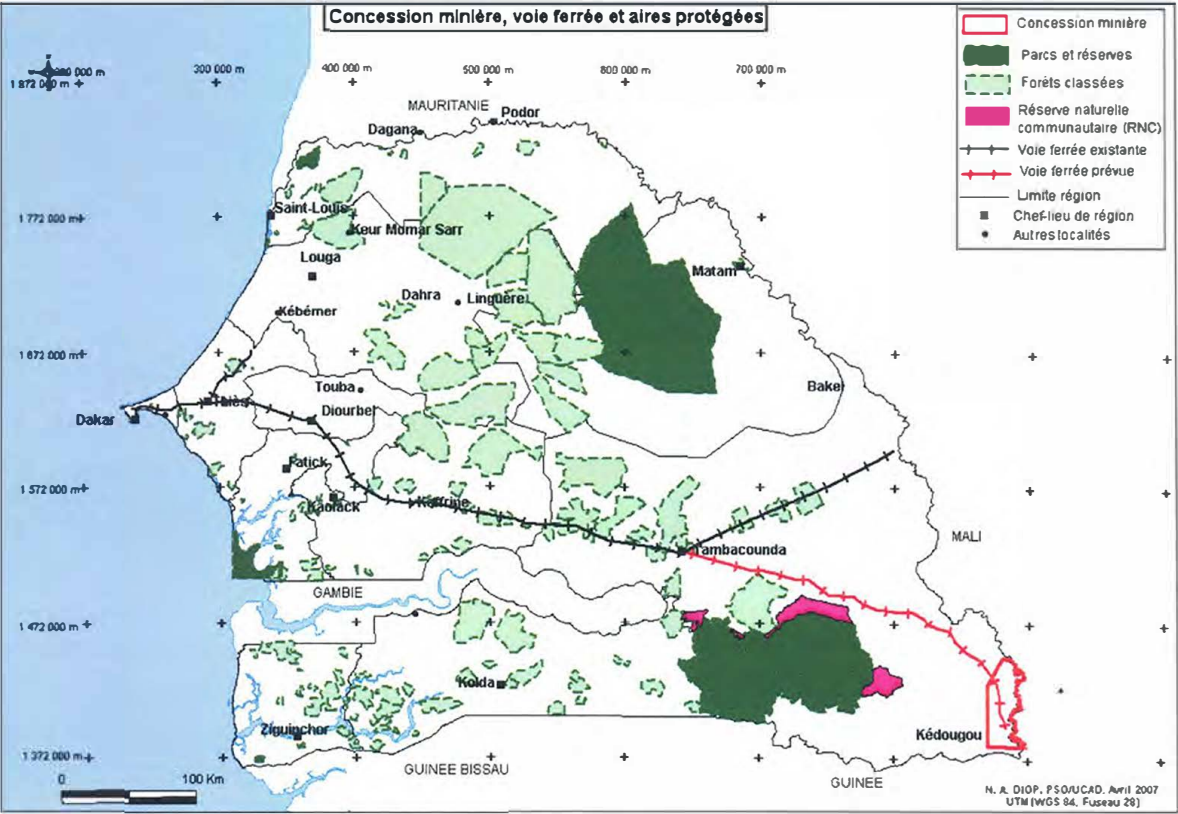 Concession minière, voie ferrée et aires protégées
Concession minière
Parcs et réserves
Forêts classées
Réserve naturelle
communautaire (RNC)
Voie ferrée existante
Voie ferrée prévue
Limite région
Chef-lieu de région
Autres localités
300 000 m
400 000 m
500 000 m
600 000 m
700 000 m
1 872 000 m
1 772 000 m
1 672 000 m
1 572 000 m
1 472 000 m
1 372 000 m
MAURITANIE
Podor
Dagana
Saint-Louis
Keur Momar Sarr
Louga
Matam
Dahra
Linguère
Kébémer
Touba
Bakel
Thiès
Diourbel
Dakar
Fatick
Kaolack
Kaffrine
Tambacounda
MALI
GAMBIE
Kolda
Kédougou
Ziguinchor
GUINEE BISSAU
GUINEE
0
100 Km
N. A. DIOP, PSO/UCAD, Avril 2007
UTM (WGS 84, Fuseau 28)